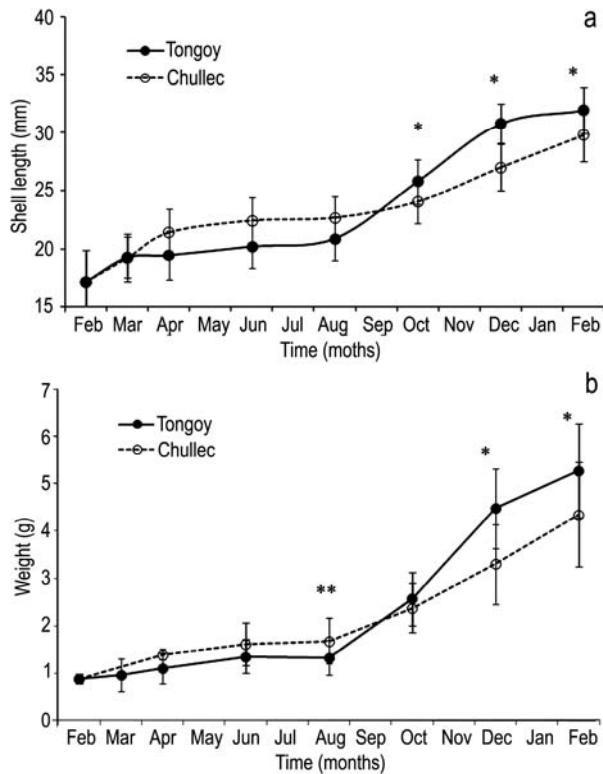 a
40
35
30
25
20
15
Shell length (mm)
Tongoy
Chullec
*
*
*
Feb Mar Apr May Jun Jul Aug Sep Oct Nov Dec Jan Feb
Time (moths)
b
7
6
5
4
3
2
1
0
Weight (g)
Tongoy
Chullec
**
*
*
Feb Mar Apr May Jun Jul Aug Sep Oct Nov Dec Jan Feb
Time (months)